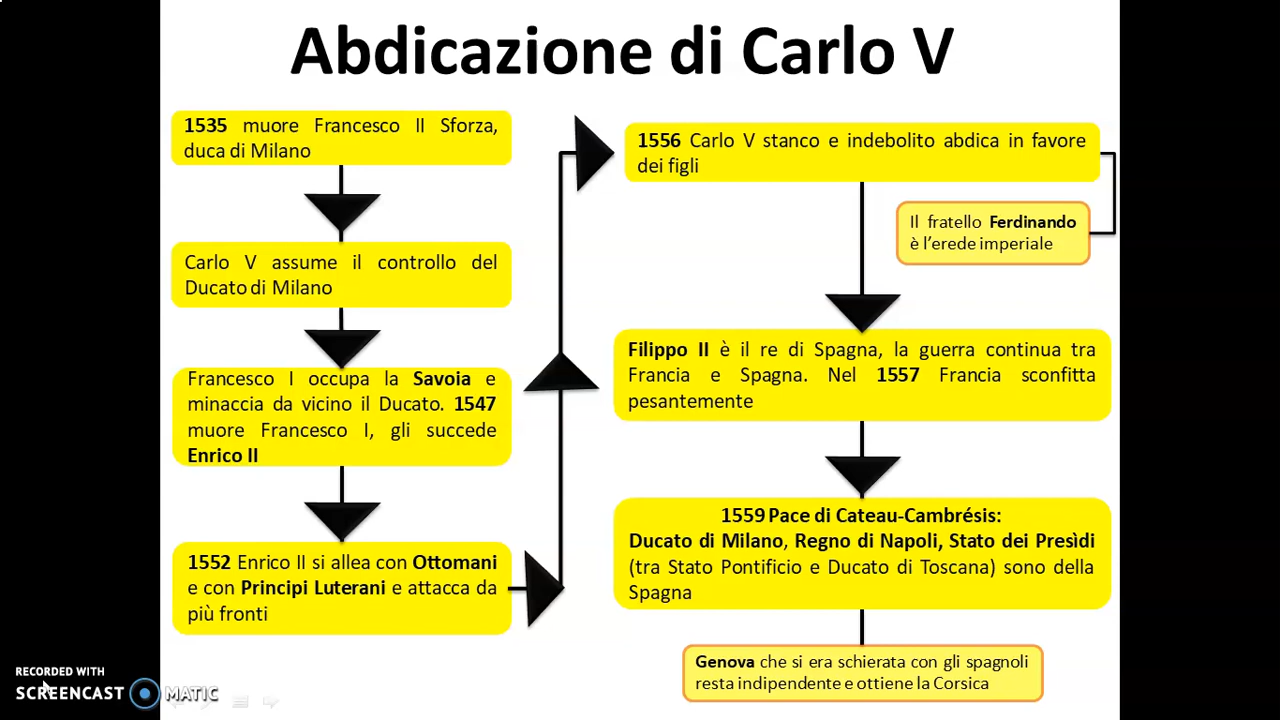 Abdicazione di Carlo V
1535 muore Francesco II Sforza,
duca di Milano
Carlo V assume il controllo del
Ducato di Milano
Francesco I occupa la Savoia e
minaccia da vicino il Ducato. 1547
muore Francesco I, gli succede
Enrico II
1552 Enrico II si allea con Ottomani
e con Principi Luterani e attacca da
più fronti
1556 Carlo V stanco e indebolito abdica in favore
dei figli
Il fratello Ferdinando
è l'erede imperiale
Filippo II è il re di Spagna, la guerra continua tra
Francia e Spagna. Nel 1557 Francia sconfitta
pesantemente
1559 Pace di Cateau-Cambrésis:
Ducato di Milano, Regno di Napoli, Stato dei Presìdi
(tra Stato Pontificio e Ducato di Toscana) sono della
Spagna
Genova che si era schierata con gli spagnoli
resta indipendente e ottiene la Corsica
RECORDED WITH
SCREENCAST MATIC